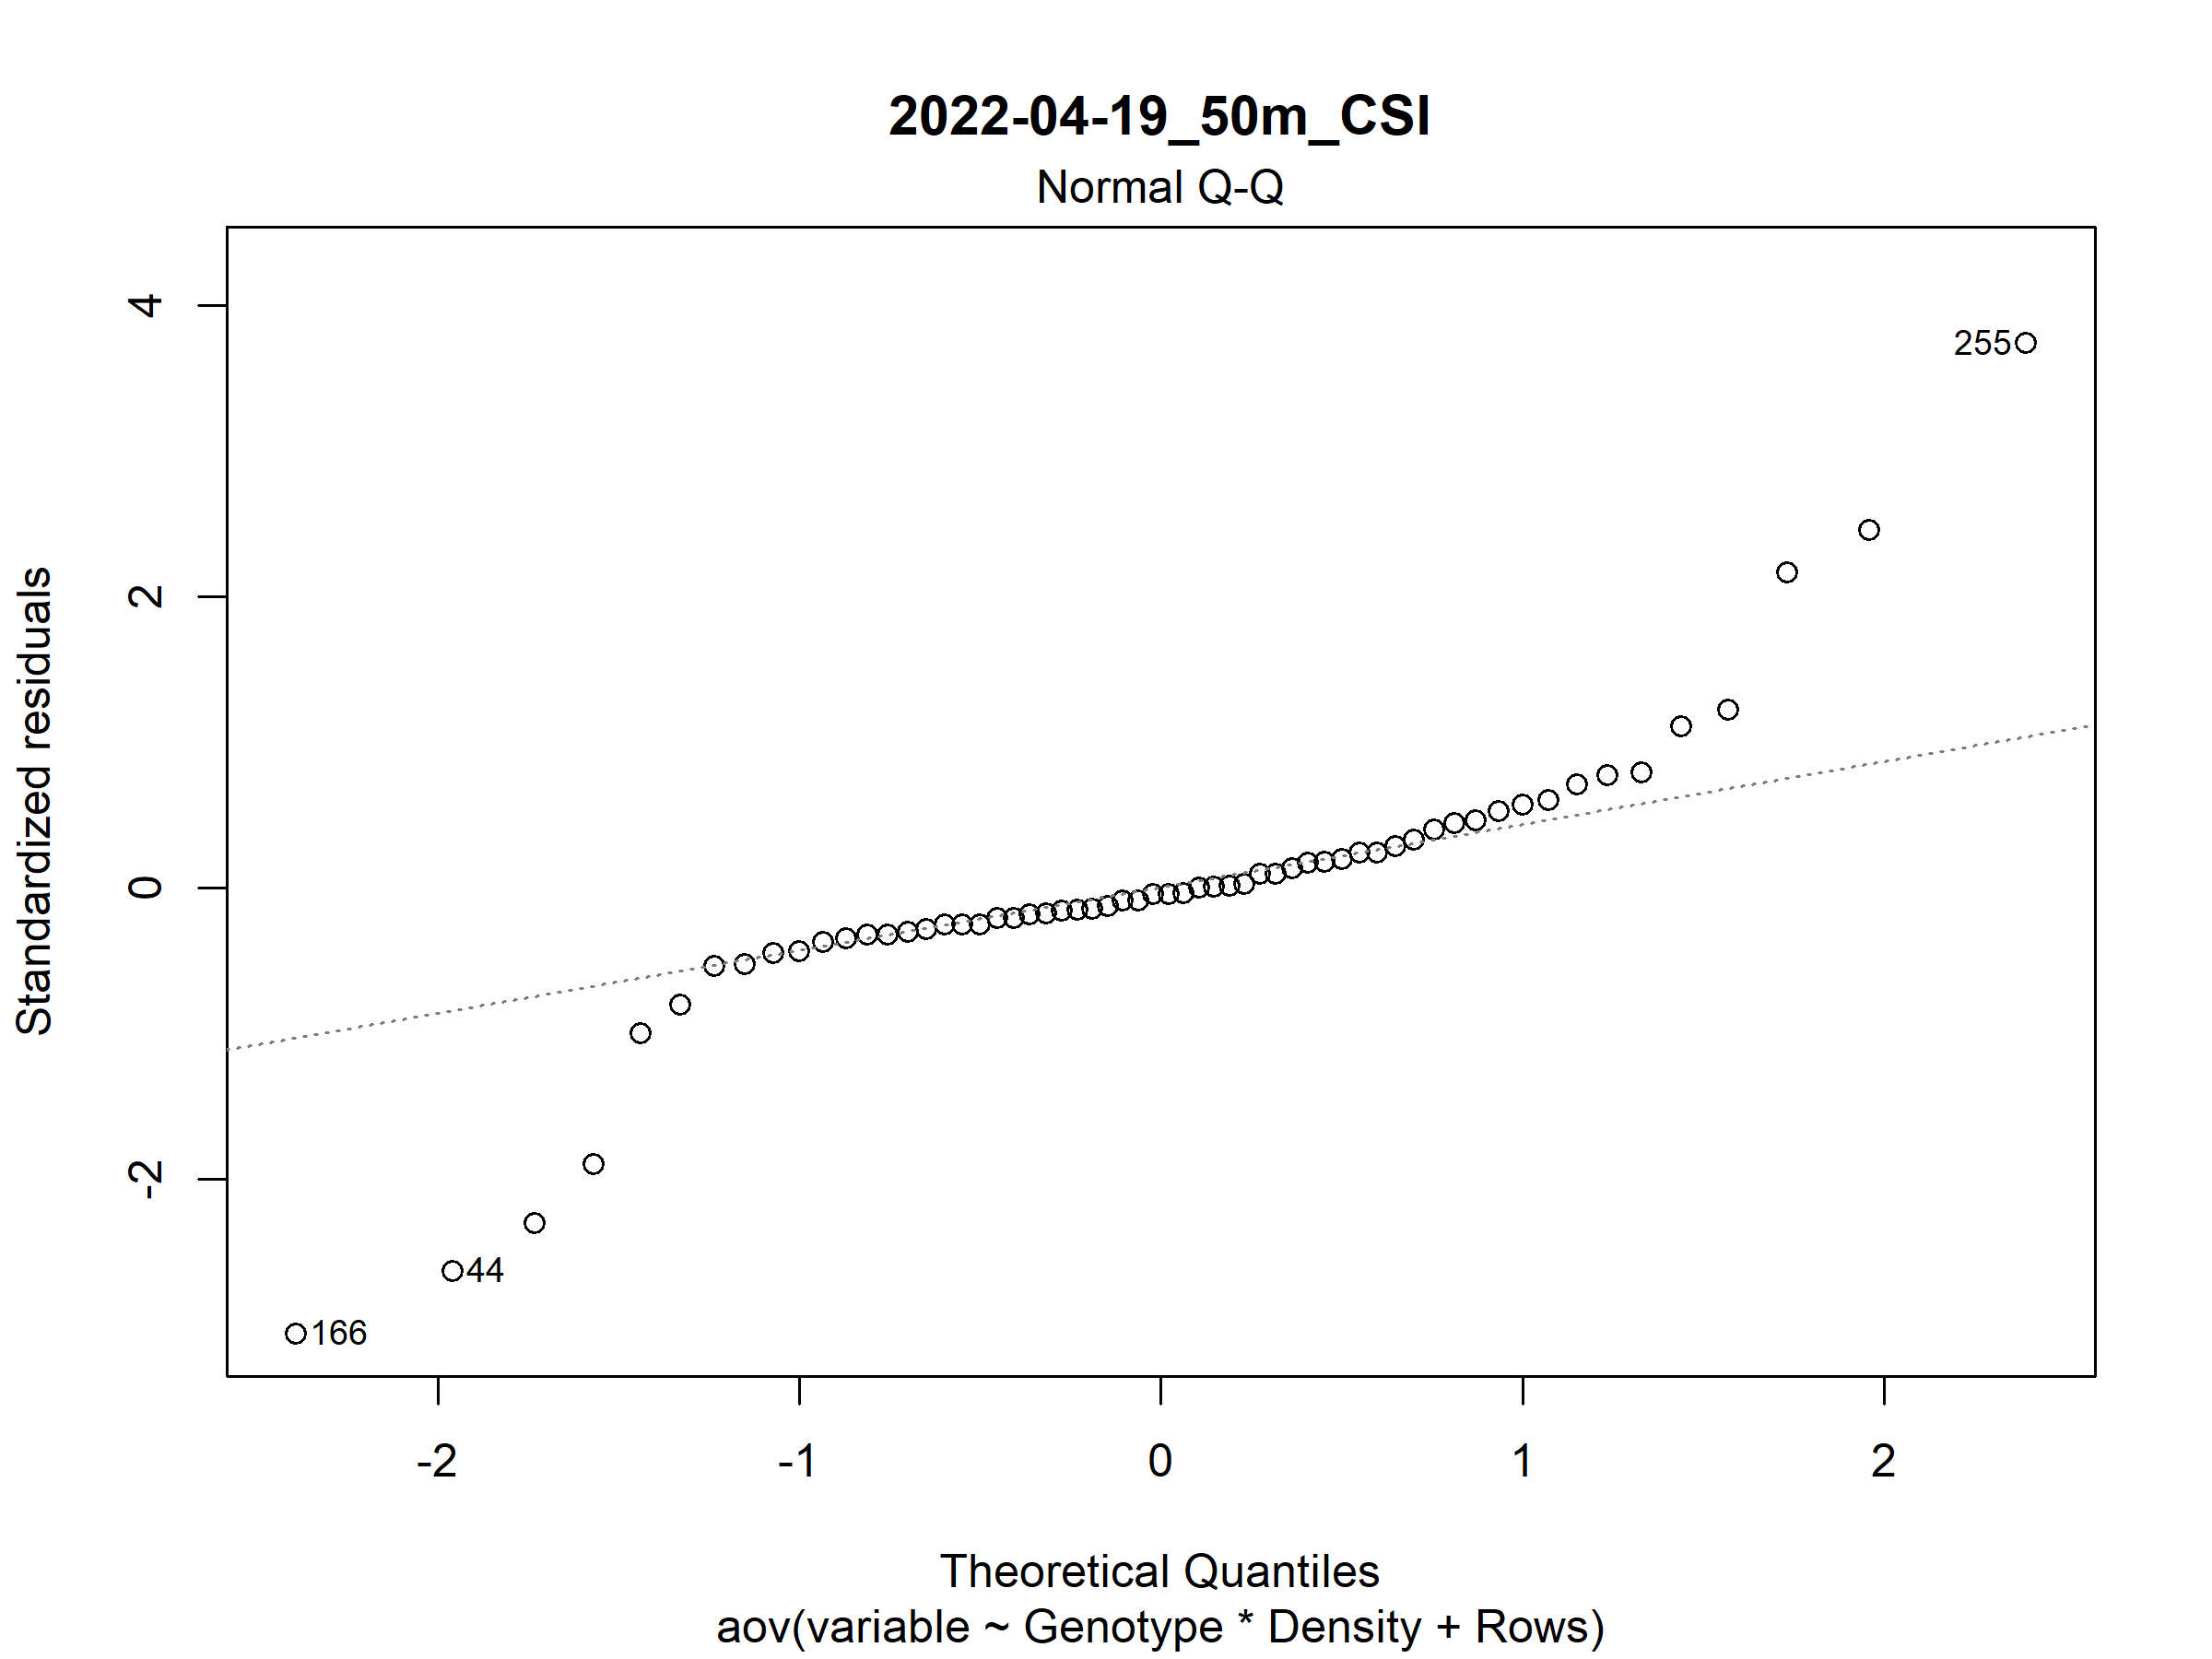 2022-04-19_50m_CSI
Normal Q-Q
Standardized residuals
4
2
0
-2
255
44
166
-2
-1
0
1
2
Theoretical Quantiles
aov(variable ~ Genotype * Density + Rows)